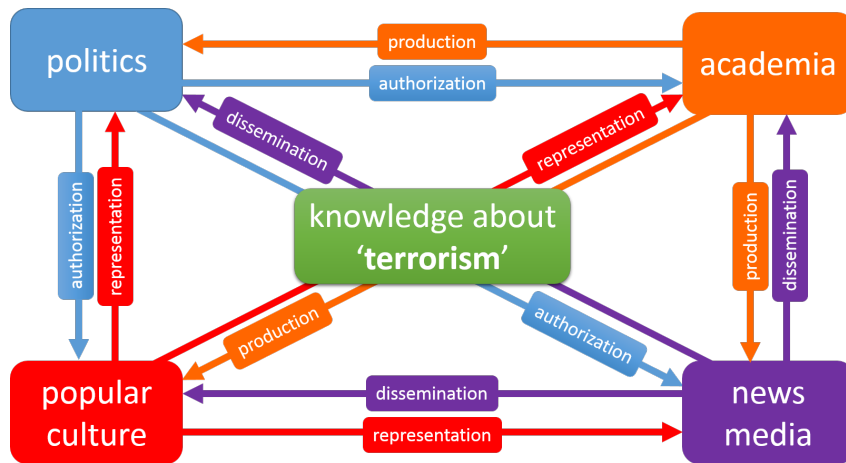 politics
production
academia
authorization
dissemination
representation
authorization
representation
knowledge about
‘terrorism’
production
dissemination
production
authorization
popular
culture
dissemination
representation
news
media